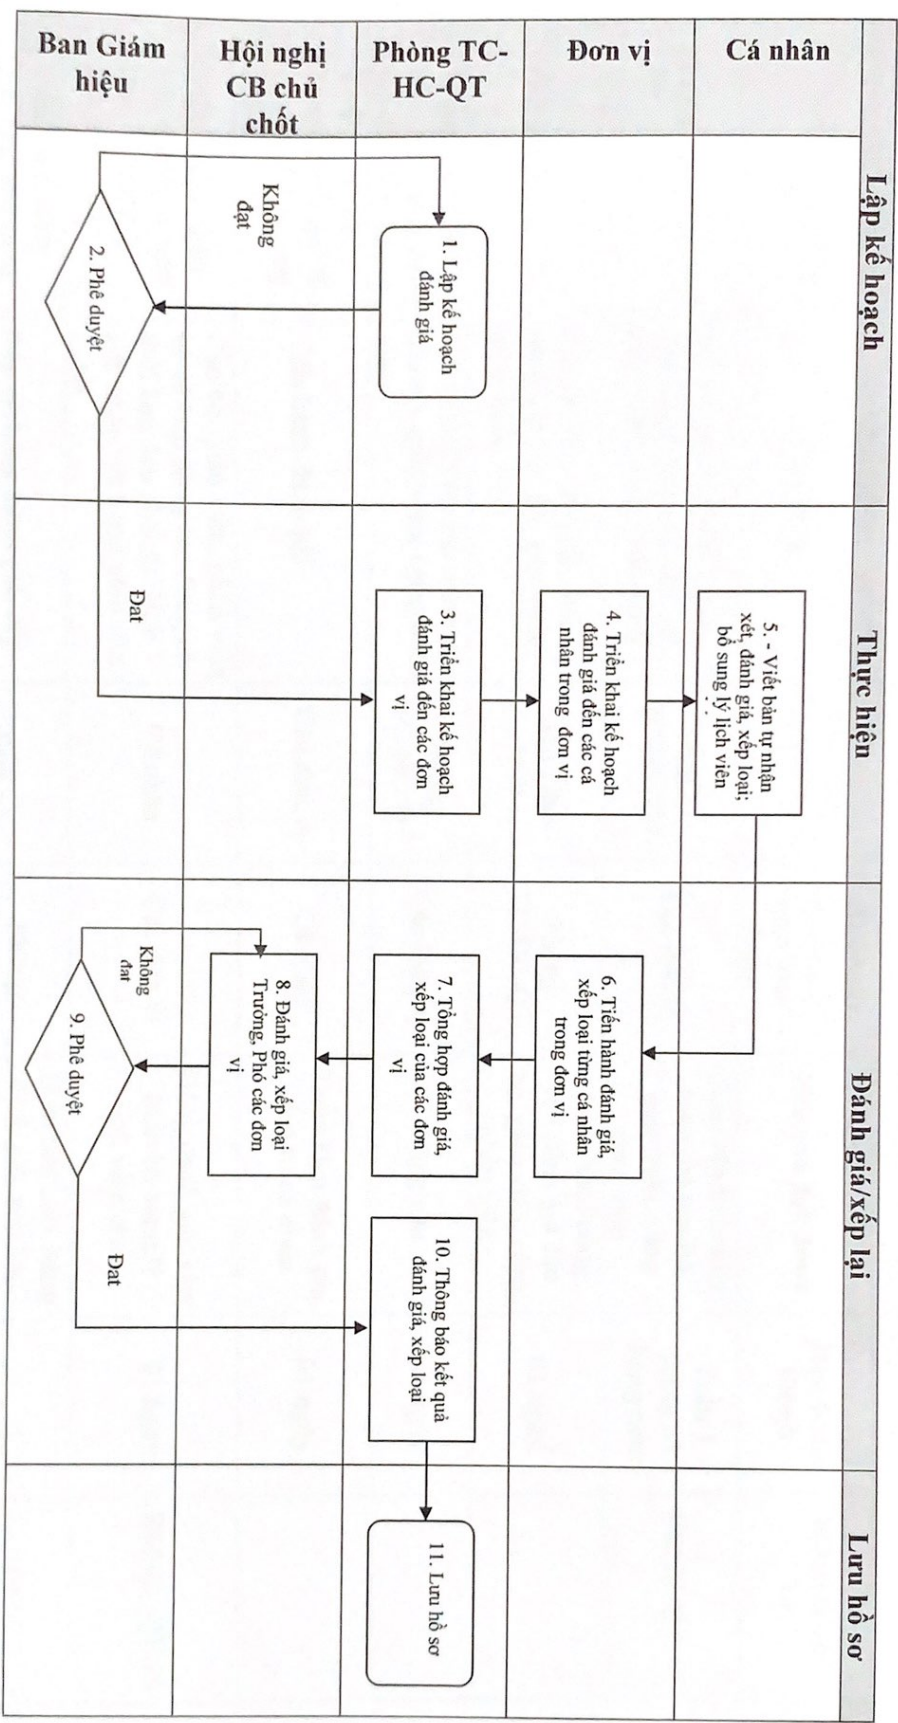 Ban Giám
hiệu
Hội nghị
CB chủ
chốt
Phòng TC-
HC-QT
Đơn vị
Cá nhân
Lập kế hoạch
Thực hiện
Đánh giá/xếp lại
Lưu hồ sơ
1. Lập kế hoạch
đánh giá
2. Phê duyệt
Không
đạt
Đat
3. Triển khai kế hoạch
đánh giá đến các đơn
vị
4. Triển khai kế hoạch
đánh giá đến các cá
nhân trong đơn vị
5. - Viết bản tự nhận
xét, đánh giá, xếp loại;
bổ sung lý lịch viên
6. Tiến hành đánh giá,
xếp loại từng cá nhân
trong đơn vị
7. Tổng hợp đánh giá,
xếp loại của các đơn
vị
8. Đánh giá, xếp loại
Trưởng, Phó các đơn
vị
9. Phê duyệt
Không
đat
Đat
10. Thông báo kết quả
đánh giá, xếp loại
11. Lưu hồ sơ